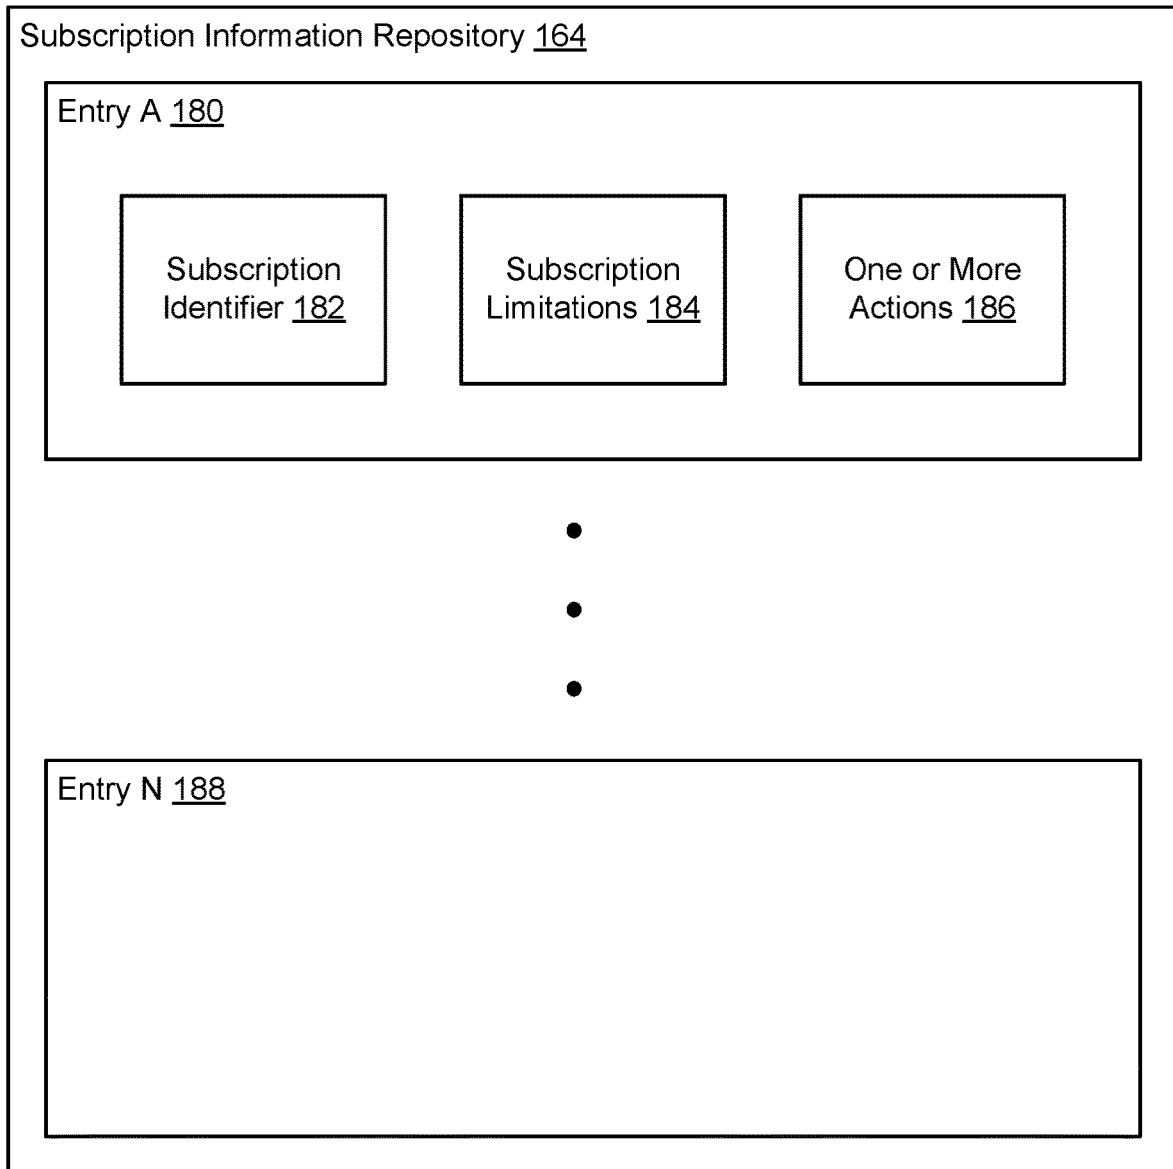 Subscription Information Repository 164
Entry A 180
Subscription
Identifier 182
Subscription
Limitations 184
One or More
Actions 186
Entry N 188